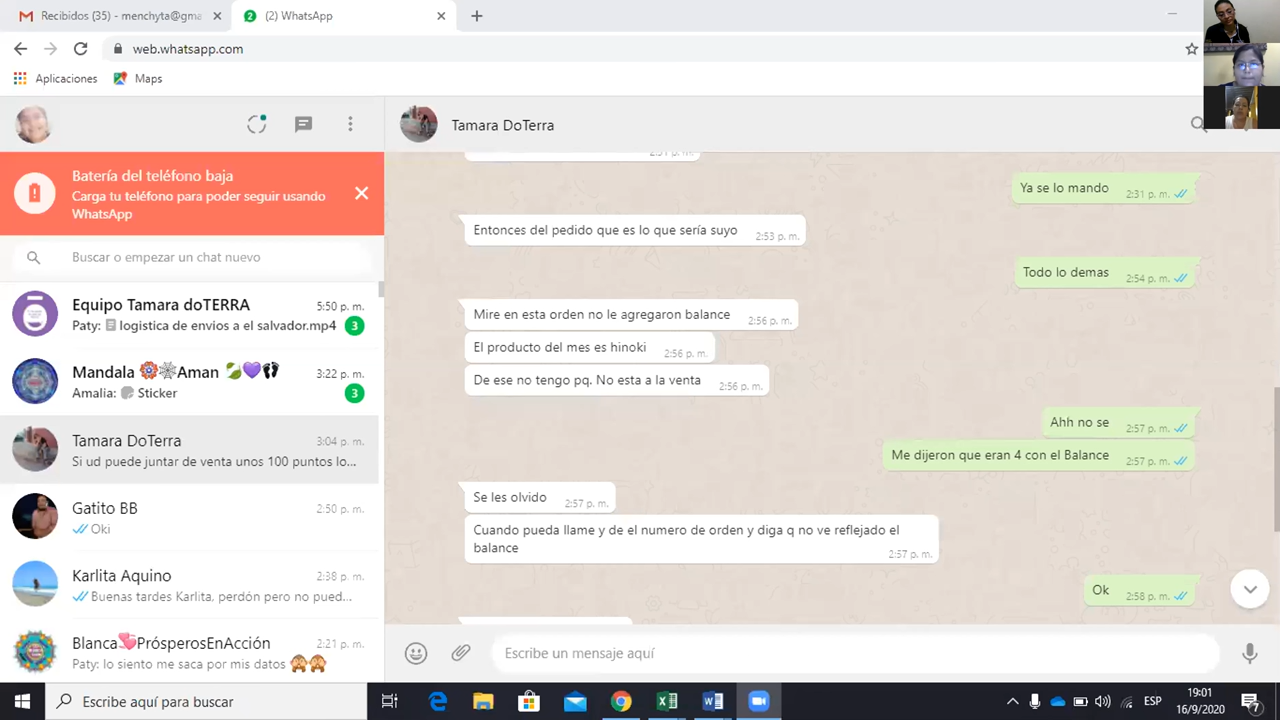 Recibidos (35) - menchyta@gma
(2) WhatsApp
web.whatsapp.com
Aplicaciones
Maps
Tamara DoTerra
Batería del teléfono baja
Carga tu teléfono para poder seguir usando
WhatsApp
Buscar o empezar un chat nuevo
Equipo Tamara doTERRA 5:50 p. m.
Paty: logistica de envios a el salvador.mp4 3
Mandala Aman 3:22 p. m.
Amalia: Sticker 3
Tamara DoTerra 3:04 p. m.
Si ud puede juntar de venta unos 100 puntos lo...
Gatito BB 2:50 p. m.
Oki
Karlita Aquino 2:38 p. m.
Buenas tardes Karlita, perdón pero no pued...
Blanca PrósperosEnAcción 2:21 p. m.
Paty: lo siento me saca por mis datos
2:31 p. m.
Ya se lo mando 2:31 p. m.
Entonces del pedido que es lo que sería suyo 2:53 p. m.
Todo lo demas 2:54 p. m.
Mire en esta orden no le agregaron balance 2:56 p. m.
El producto del mes es hinoki 2:56 p. m.
De ese no tengo pq. No esta a la venta 2:56 p. m.
Ahh no se 2:57 p. m.
Me dijeron que eran 4 con el Balance 2:57 p. m.
Se les olvido 2:57 p. m.
Cuando pueda llame y de el numero de orden y diga q no ve reflejado el
balance 2:57 p. m.
Ok 2:58 p. m.
Escribe un mensaje aquí
Escribe aquí para buscar
ESP
19:01
16/9/2020
7